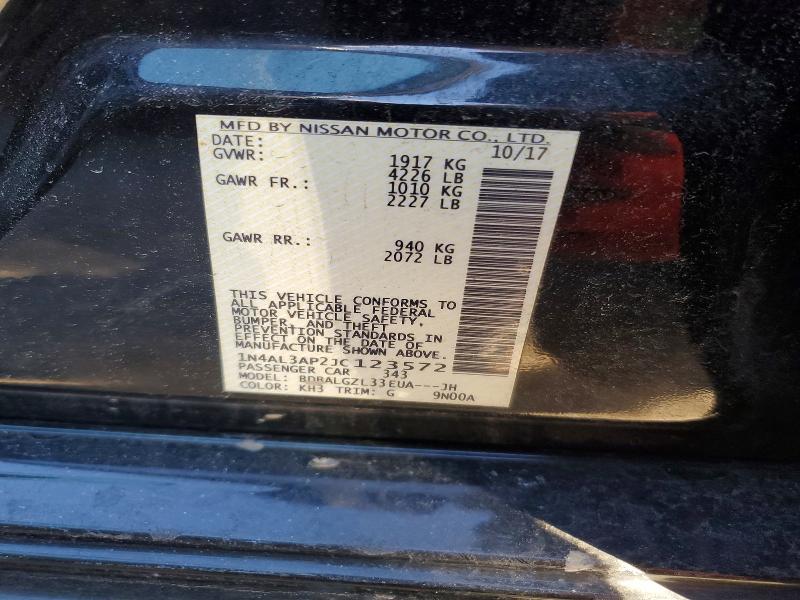 MFD BY NISSAN MOTOR CO., LTD.
DATE: 10/17
GVWR: 1917 KG
4226 LB
GAWR FR.: 1010 KG
2227 LB
GAWR RR.: 940 KG
2072 LB
THIS VEHICLE CONFORMS TO
ALL APPLICABLE FEDERAL
MOTOR VEHICLE SAFETY,
BUMPER, AND THEFT
PREVENTION STANDARDS IN
EFFECT ON THE DATE OF
MANUFACTURE SHOWN ABOVE.
1N4AL3AP2JC123572
PASSENGER CAR 343
MODEL: BDBALGZL33EUA---JH
COLOR: KH3 TRIM: G 9N00A